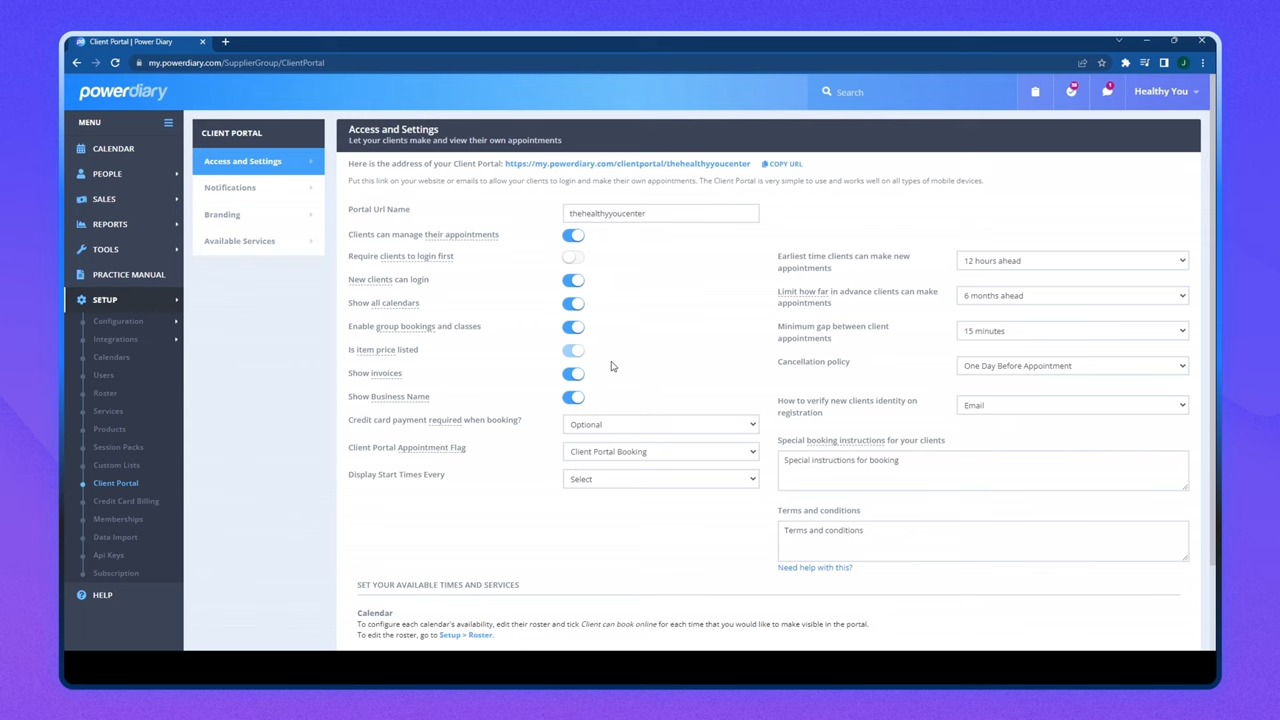 Client Portal | Power Diary
my.powerdiary.com/SupplierGroup/ClientPortal
J
powerdiary
Search
38
1
Healthy You
MENU
CALENDAR
PEOPLE
SALES
REPORTS
TOOLS
PRACTICE MANUAL
SETUP
Configuration
Integrations
Calendars
Users
Roster
Services
Products
Session Packs
Custom Lists
Client Portal
Credit Card Billing
Memberships
Data Import
Api Keys
Subscription
HELP
CLIENT PORTAL
Access and Settings
Notifications
Branding
Available Services
Access and Settings
Let your clients make and view their own appointments
Here is the address of your Client Portal: https://my.powerdiary.com/clientportal/thehealthyyoucenter COPY URL
Put this link on your website or emails to allow your clients to login and make their own appointments. The Client Portal is very simple to use and works well on all types of mobile devices.
Portal Url Name
thehealthyyoucenter
Clients can manage their appointments
Require clients to login first
New clients can login
Show all calendars
Enable group bookings and classes
Is item price listed
Show invoices
Show Business Name
Credit card payment required when booking?
Optional
Client Portal Appointment Flag
Client Portal Booking
Display Start Times Every
Select
Earliest time clients can make new
appointments
12 hours ahead
Limit how far in advance clients can make
appointments
6 months ahead
Minimum gap between client
appointments
15 minutes
Cancellation policy
One Day Before Appointment
How to verify new clients identity on
registration
Email
Special booking instructions for your clients
Special instructions for booking
Terms and conditions
Terms and conditions
Need help with this?
SET YOUR AVAILABLE TIMES AND SERVICES
Calendar
To configure each calendar's availability, edit their roster and tick Client can book online for each time that you would like to make visible in the portal.
To edit the roster, go to Setup > Roster.